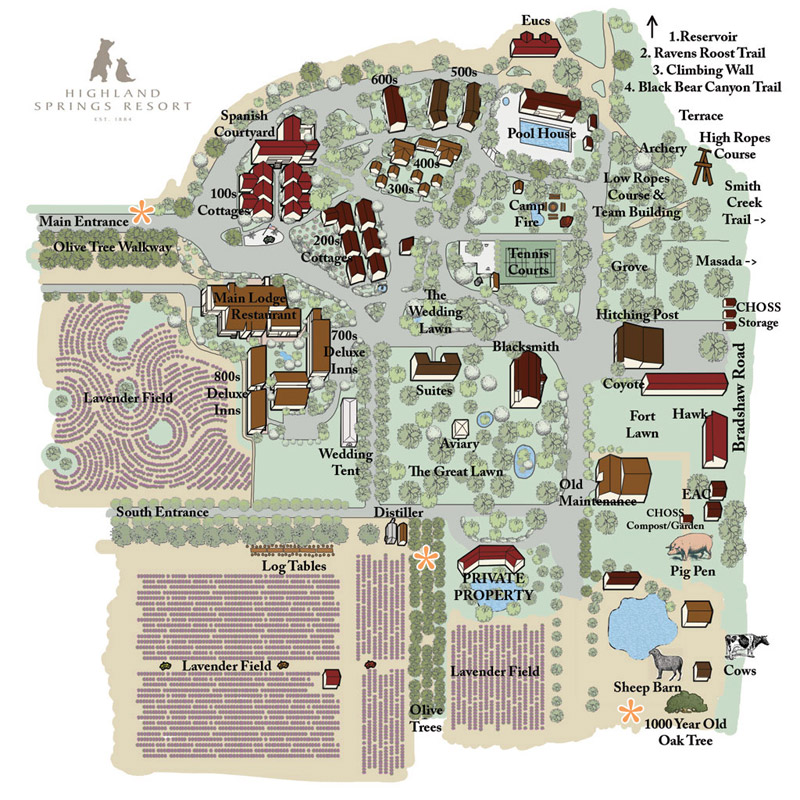 HIGHLAND
SPRINGS RESORT
EST. 1884
Eucs
1.Reservoir
2. Ravens Roost Trail
3. Climbing Wall
4. Black Bear Canyon Trail
600s
500s
Spanish
Courtyard
Pool House
Terrace
High Ropes
Course
Archery
400s
300s
100s
Cottages
Low Ropes
Course &
Team Building
Smith
Creek
Trail ->
Camp
Fire
Main Entrance
Olive Tree Walkway
200s
Cottages
Tennis
Courts
Grove
Masada ->
Main Lodge
Restaurant
The
Wedding
Lawn
Hitching Post
CHOSS
Storage
700s
Deluxe
Inns
Blacksmith
Bradshaw Road
800s
Deluxe
Inns
Suites
Coyote
Lavender Field
Fort
Lawn
Hawk
Wedding
Tent
Aviary
The Great Lawn
Old
Maintenance
EAC
South Entrance
Distiller
CHOSS
Compost/Garden
Log Tables
PRIVATE
PROPERTY
Pig Pen
Lavender Field
Lavender Field
Cows
Sheep Barn
Olive
Trees
1000 Year Old
Oak Tree